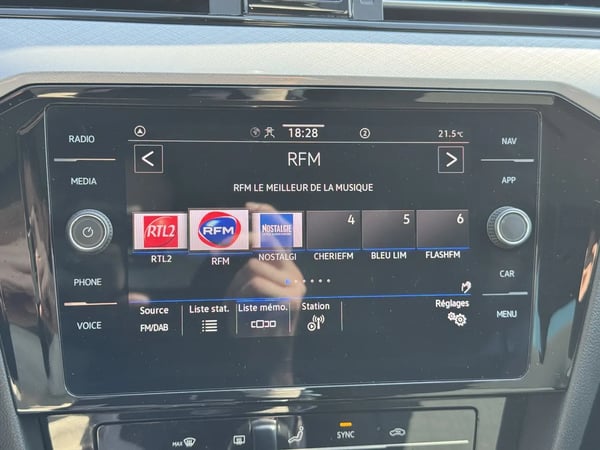 RADIO
MEDIA
PHONE
VOICE
NAV
APP
CAR
MENU
18:28
2
21.5°C
<
RFM
>
RFM LE MEILLEUR DE LA MUSIQUE
RTL2 RFM NOSTALGIE 4 5 6
RTL2 RFM NOSTALGI CHERIEFM BLEU LIM FLASHFM
Source Liste stat. Liste mémo. Station Réglages
FM/DAB
MAX SYNC